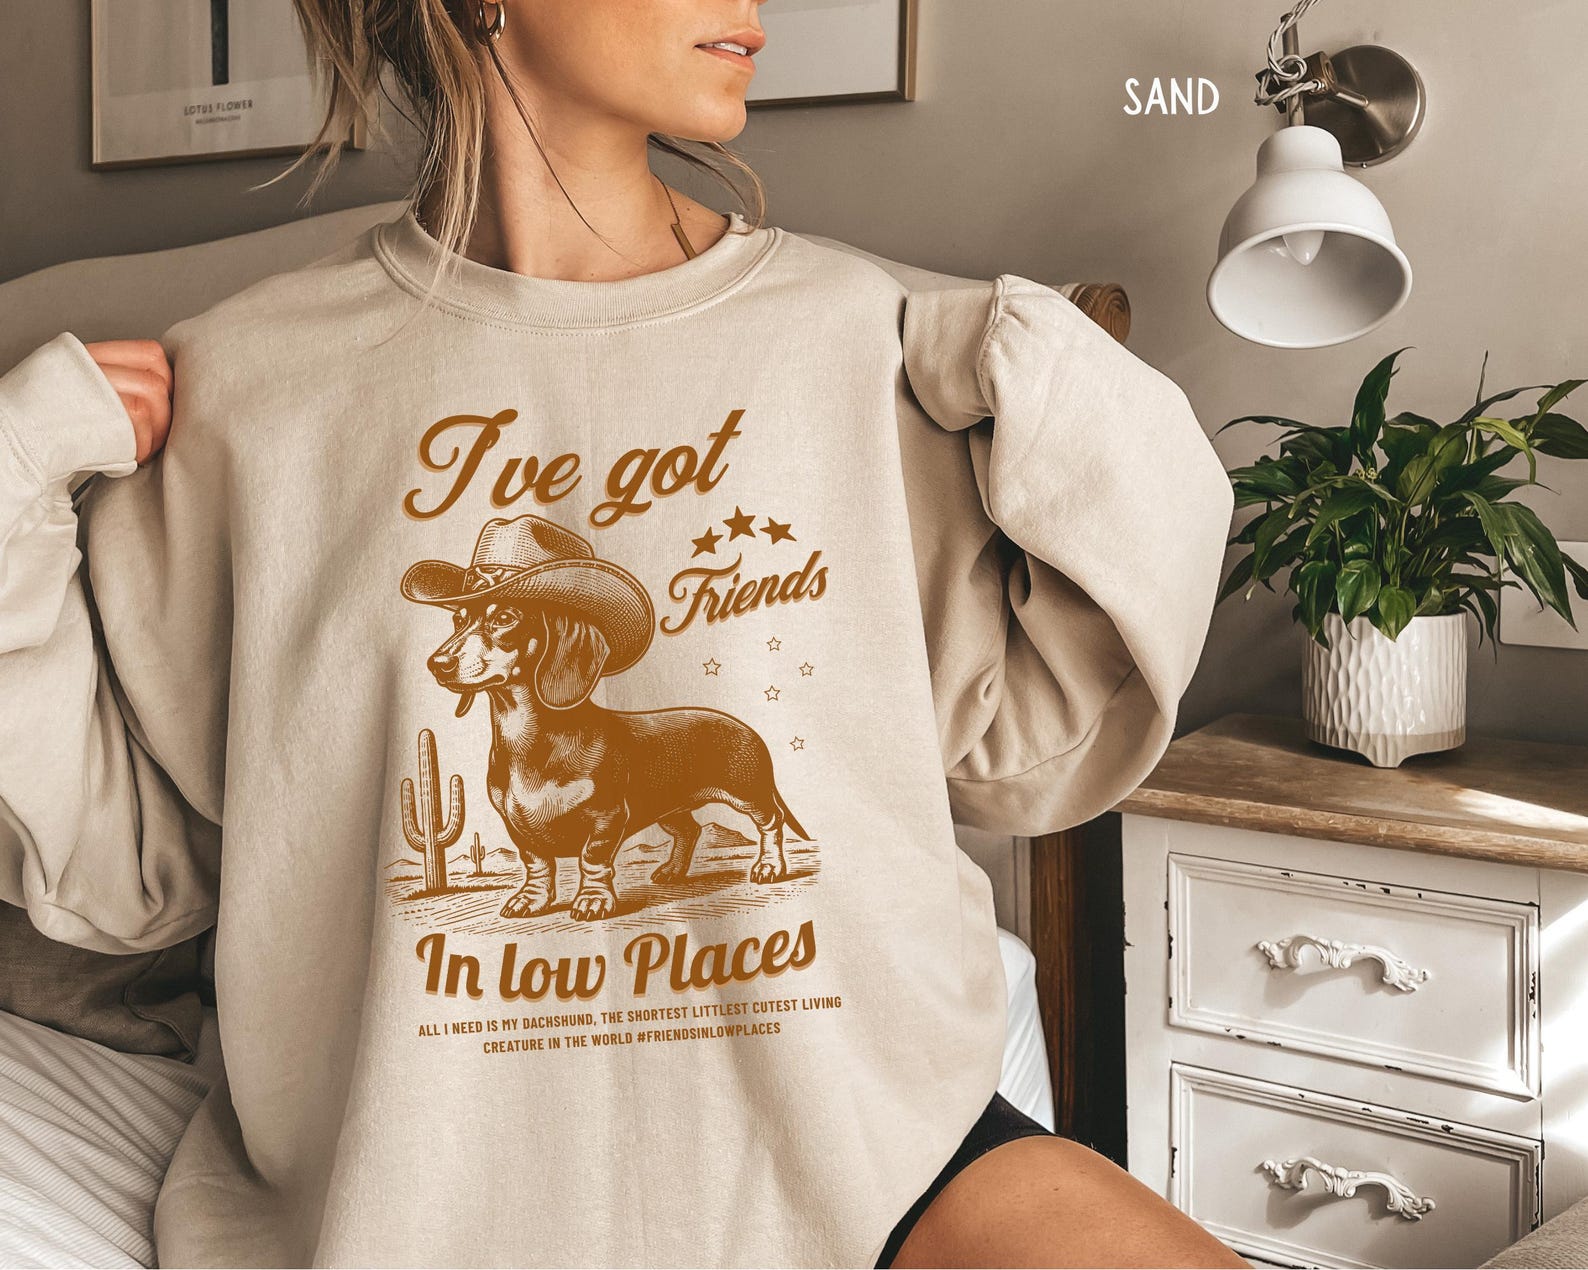 LOTUS FLOWER
SAND
I've got
Friends
In low Places
ALL I NEED IS MY DACHSHUND, THE SHORTEST LITTLEST CUTEST LIVING
CREATURE IN THE WORLD #FRIENDSINLOWPLACES